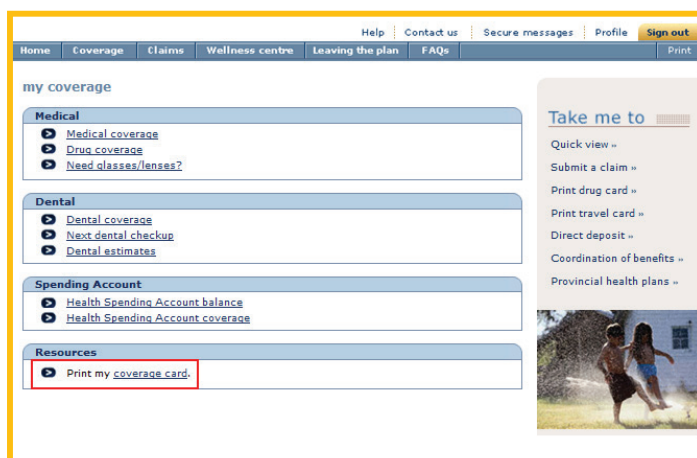 Help Contact us Secure messages Profile Sign out
Home Coverage Claims Wellness centre Leaving the plan FAQs Print
my coverage
Medical
Medical coverage
Drug coverage
Need glasses/lenses?
Dental
Dental coverage
Next dental checkup
Dental estimates
Spending Account
Health Spending Account balance
Health Spending Account coverage
Resources
Print my coverage card.
Take me to
Quick view »
Submit a claim »
Print drug card »
Print travel card »
Direct deposit »
Coordination of benefits »
Provincial health plans »